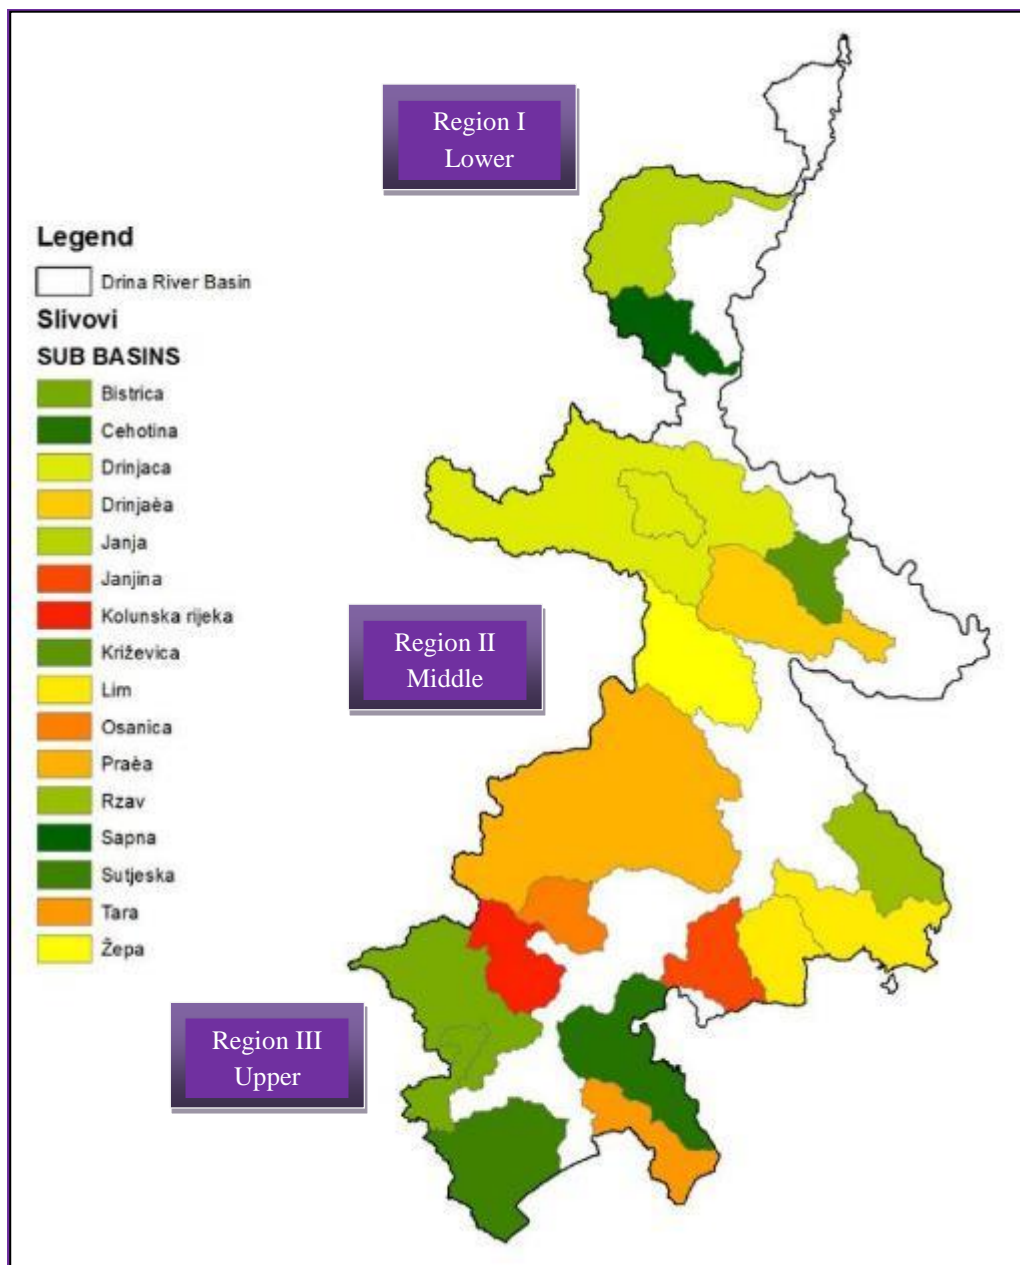 Region I
Lower
Legend
Drina River Basin
Slivovi
SUB BASINS
Bistrica
Cehotina
Drinjaca
Drinjaèa
Janja
Janjina
Kolunska rijeka
Križevica
Lim
Osanica
Praèa
Rzav
Sapna
Sutjeska
Tara
Žepa
Region II
Middle
Region III
Upper